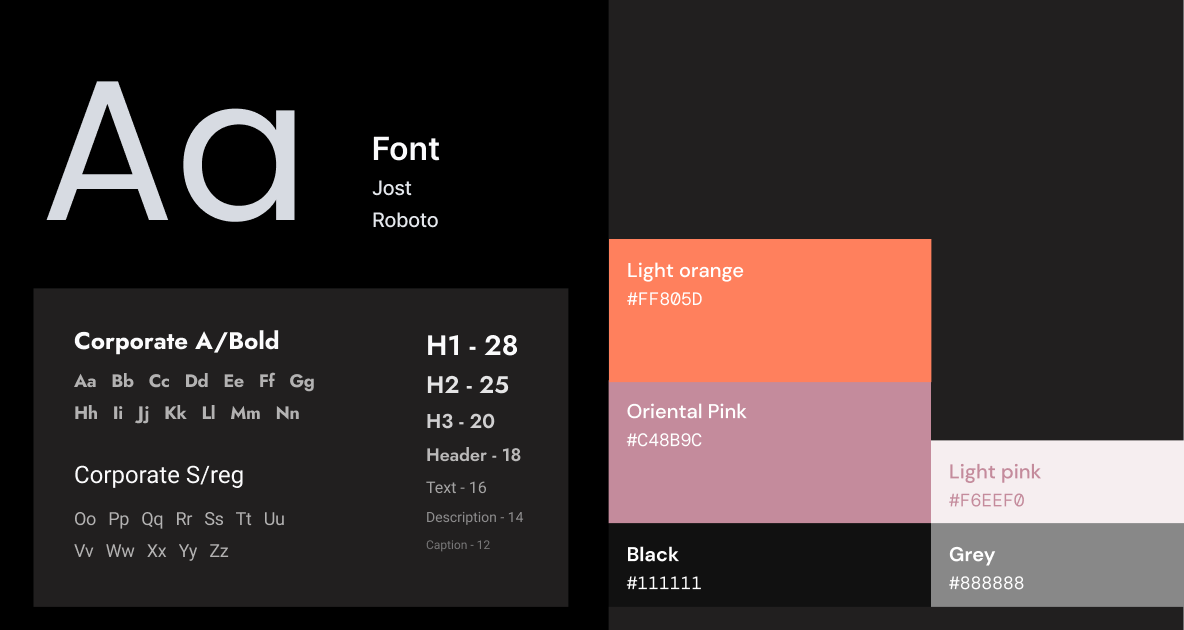 Aa
Font
Jost
Roboto
Corporate A/Bold
Aa Bb Cc Dd Ee Ff Gg
Hh Ii Jj Kk Ll Mm Nn
Corporate S/reg
Oo Pp Qq Rr Ss Tt Uu
Vv Ww Xx Yy Zz
H1 - 28
H2 - 25
H3 - 20
Header - 18
Text - 16
Description - 14
Caption - 12
Light orange
#FF805D
Oriental Pink
#C48B9C
Light pink
#F6EEF0
Black
#111111
Grey
#888888